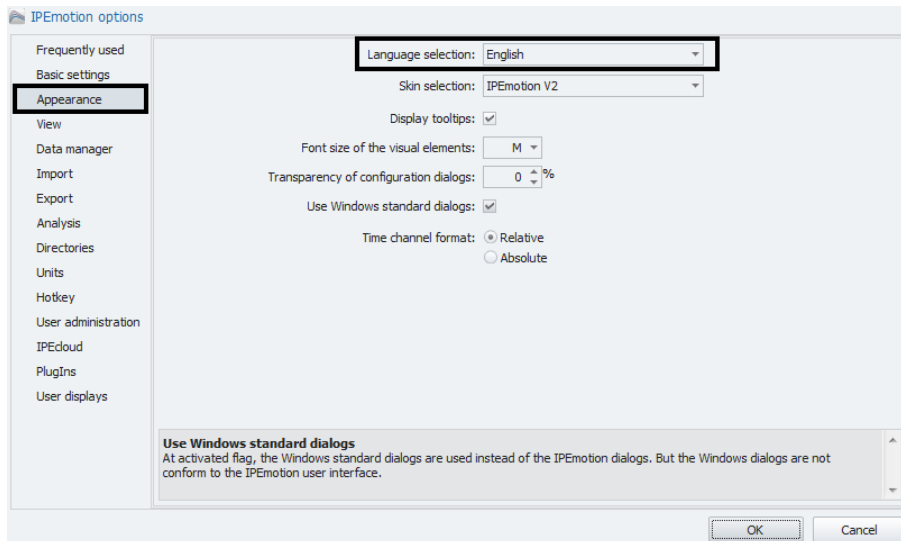 IPEmotion options
Frequently used
Basic settings
Appearance
View
Data manager
Import
Export
Analysis
Directories
Units
Hotkey
User administration
IPEcloud
PlugIns
User displays
Language selection: English
Skin selection: IPEmotion V2
Display tooltips:
Font size of the visual elements: M
Transparency of configuration dialogs: 0 %
Use Windows standard dialogs:
Time channel format: Relative
Absolute
Use Windows standard dialogs
At activated flag, the Windows standard dialogs are used instead of the IPEmotion dialogs. But the Windows dialogs are not
conform to the IPEmotion user interface.
OK Cancel